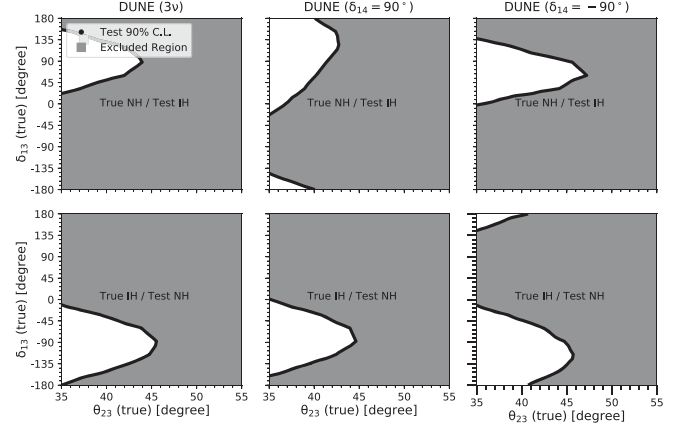 DUNE (3ν)
DUNE (δ14 = 90°)
DUNE (δ14 = −90°)
180
135
90
45
0
-45
-90
-135
-180
δ13 (true) [degree]
Test 90% C.L.
Excluded Region
True NH / Test IH
True NH / Test IH
True NH / Test IH
180
135
90
45
0
-45
-90
-135
-180
δ13 (true) [degree]
True IH / Test NH
True IH / Test NH
True IH / Test NH
35 40 45 50 55
35 40 45 50 55
35 40 45 50 55
θ23 (true) [degree]
θ23 (true) [degree]
θ23 (true) [degree]